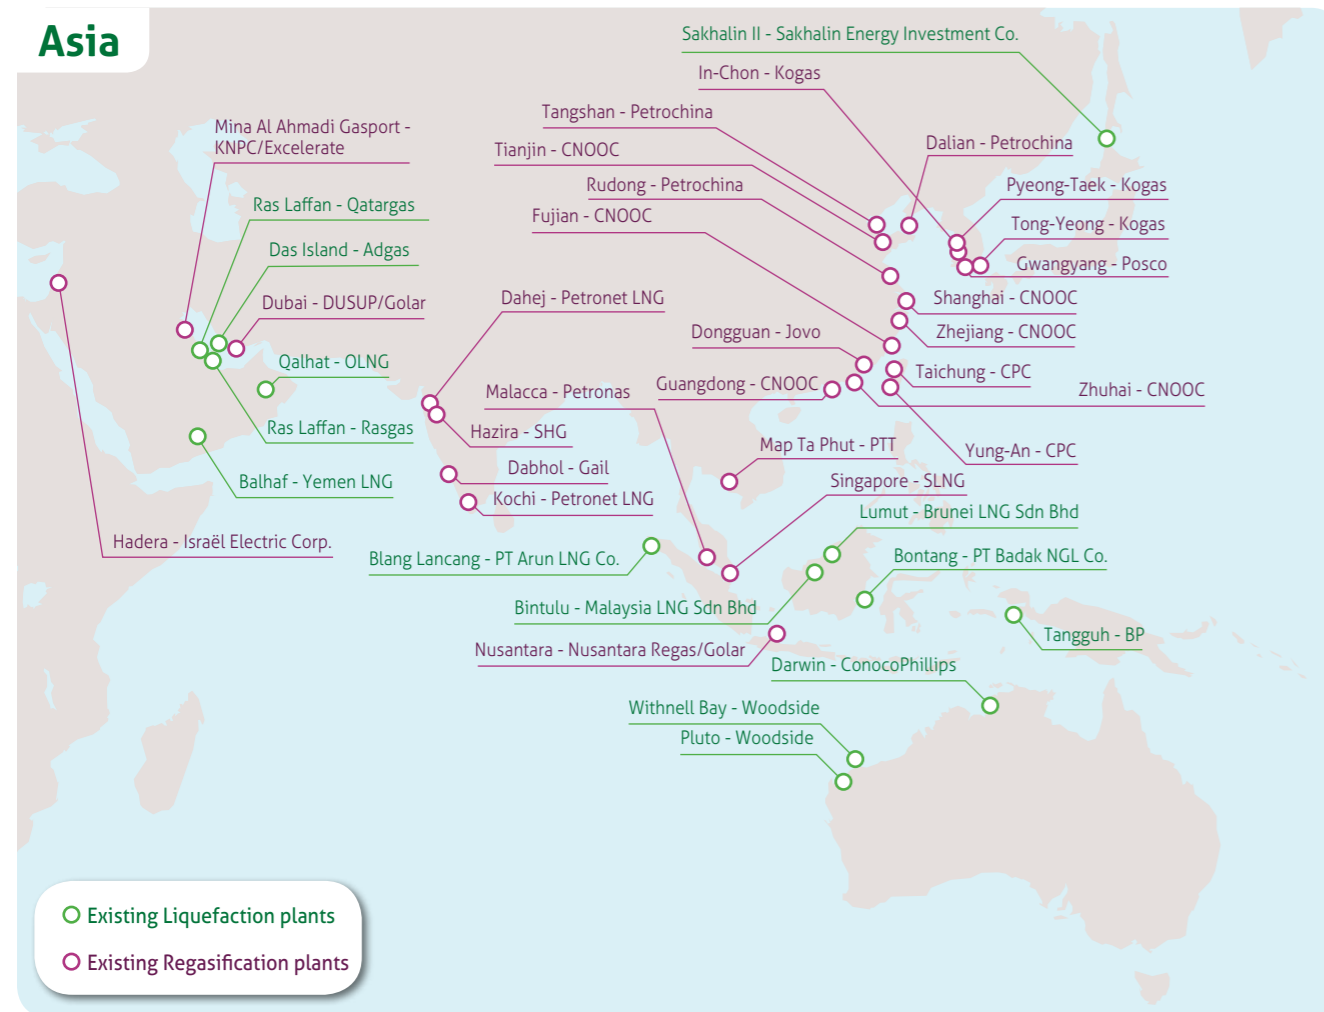 Asia
Sakhalin II - Sakhalin Energy Investment Co.
In-Chon - Kogas
Tangshan - Petrochina
Mina Al Ahmadi Gasport -
KNPC/Excelerate
Tianjin - CNOOC
Dalian - Petrochina
Rudong - Petrochina
Pyeong-Taek - Kogas
Ras Laffan - Qatargas
Fujian - CNOOC
Tong-Yeong - Kogas
Das Island - Adgas
Gwangyang - Posco
Dubai - DUSUP/Golar
Dahej - Petronet LNG
Shanghai - CNOOC
Dongguan - Jovo
Zhejiang - CNOOC
Qalhat - OLNG
Taichung - CPC
Guangdong - CNOOC
Malacca - Petronas
Zhuhai - CNOOC
Ras Laffan - Rasgas
Hazira - SHG
Map Ta Phut - PTT
Yung-An - CPC
Dabhol - Gail
Balhaf - Yemen LNG
Singapore - SLNG
Kochi - Petronet LNG
Lumut - Brunei LNG Sdn Bhd
Hadera - Israël Electric Corp.
Blang Lancang - PT Arun LNG Co.
Bontang - PT Badak NGL Co.
Bintulu - Malaysia LNG Sdn Bhd
Tangguh - BP
Nusantara - Nusantara Regas/Golar
Darwin - ConocoPhillips
Withnell Bay - Woodside
Pluto - Woodside
Existing Liquefaction plants
Existing Regasification plants